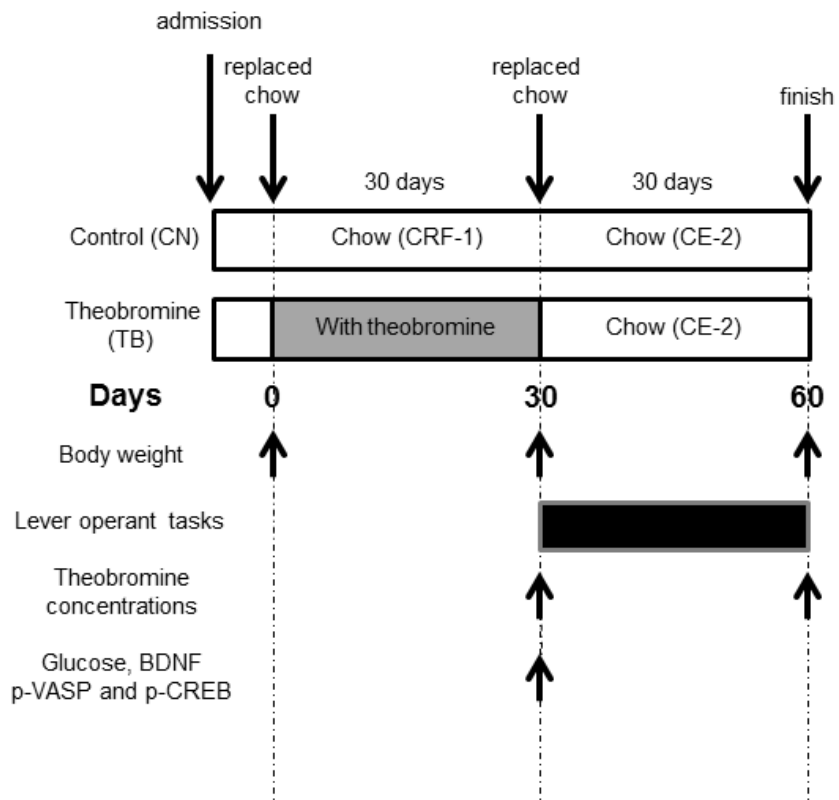 admission
replaced
chow
replaced
chow
finish
30 days
30 days
Control (CN)
Chow (CRF-1)
Chow (CE-2)
Theobromine
(TB)
With theobromine
Chow (CE-2)
Days
0
30
60
Body weight
Lever operant tasks
Theobromine
concentrations
Glucose, BDNF
p-VASP and p-CREB